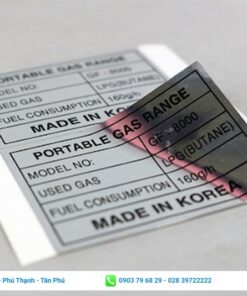 PORTABLE GAS RANGE
MODEL NO: GF - 8000
USED GAS LPG(BUTANE)
FUEL CONSUMPTION 160g/h
MADE IN KOREA
PORTABLE GAS RANGE
MODEL NO: GF - 8000
USED GAS LPG(BUTANE)
FUEL CONSUMPTION 160g/h
MADE IN KOREA
Phú Thạnh - Tân Phú
0903 79 68 29 - 028 39722222